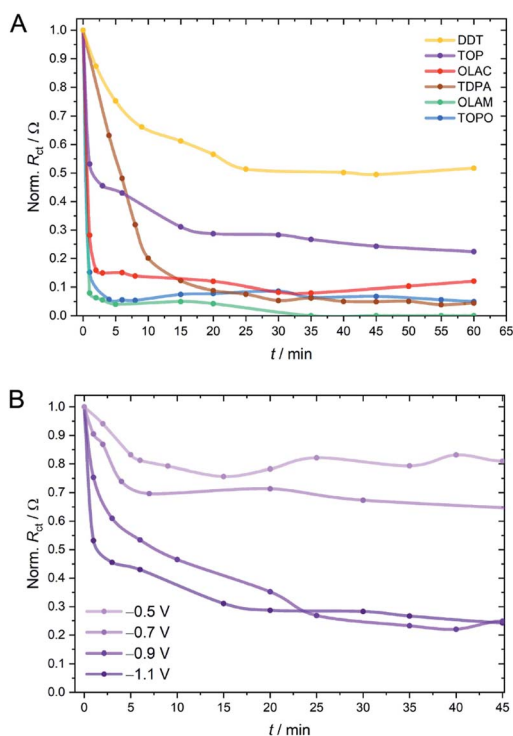 A
1.0
0.9
0.8
0.7
0.6
0.5
0.4
0.3
0.2
0.1
0.0
Norm. Rct / Ω
DDT
TOP
OLAC
TDPA
OLAM
TOPO
0 5 10 15 20 25 30 35 40 45 50 55 60 65
t / min
B
1.0
0.9
0.8
0.7
0.6
0.5
0.4
0.3
0.2
0.1
0.0
Norm. Rct / Ω
–0.5 V
–0.7 V
–0.9 V
–1.1 V
0 5 10 15 20 25 30 35 40 45
t / min